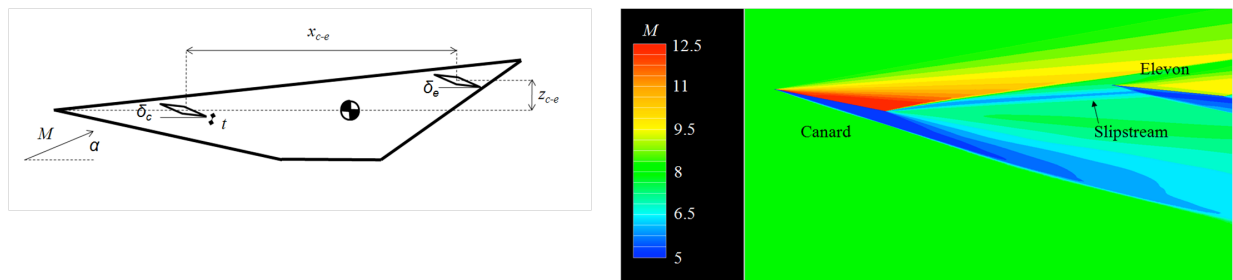 x_c-e
δ_c
t
M
α
δ_e
z_c-e
M
12.5
11
9.5
8
6.5
5
Canard
Elevon
Slipstream